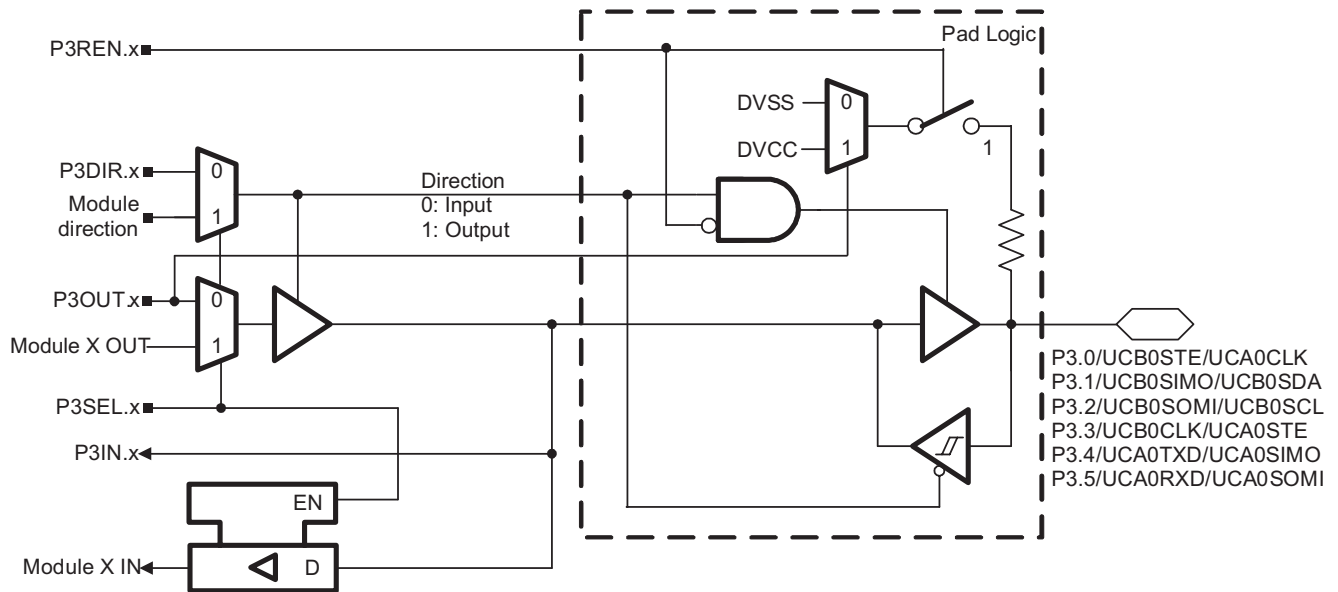 Pad Logic
P3REN.x
DVSS
0
DVCC
1
1
P3DIR.x
0
Module
direction
1
Direction
0: Input
1: Output
P3OUT.x
0
Module X OUT
1
P3.0/UCB0STE/UCA0CLK
P3.1/UCB0SIMO/UCB0SDA
P3.2/UCB0SOMI/UCB0SCL
P3.3/UCB0CLK/UCA0STE
P3.4/UCA0TXD/UCA0SIMO
P3.5/UCA0RXD/UCA0SOMI
P3SEL.x
P3IN.x
EN
Module X IN
D